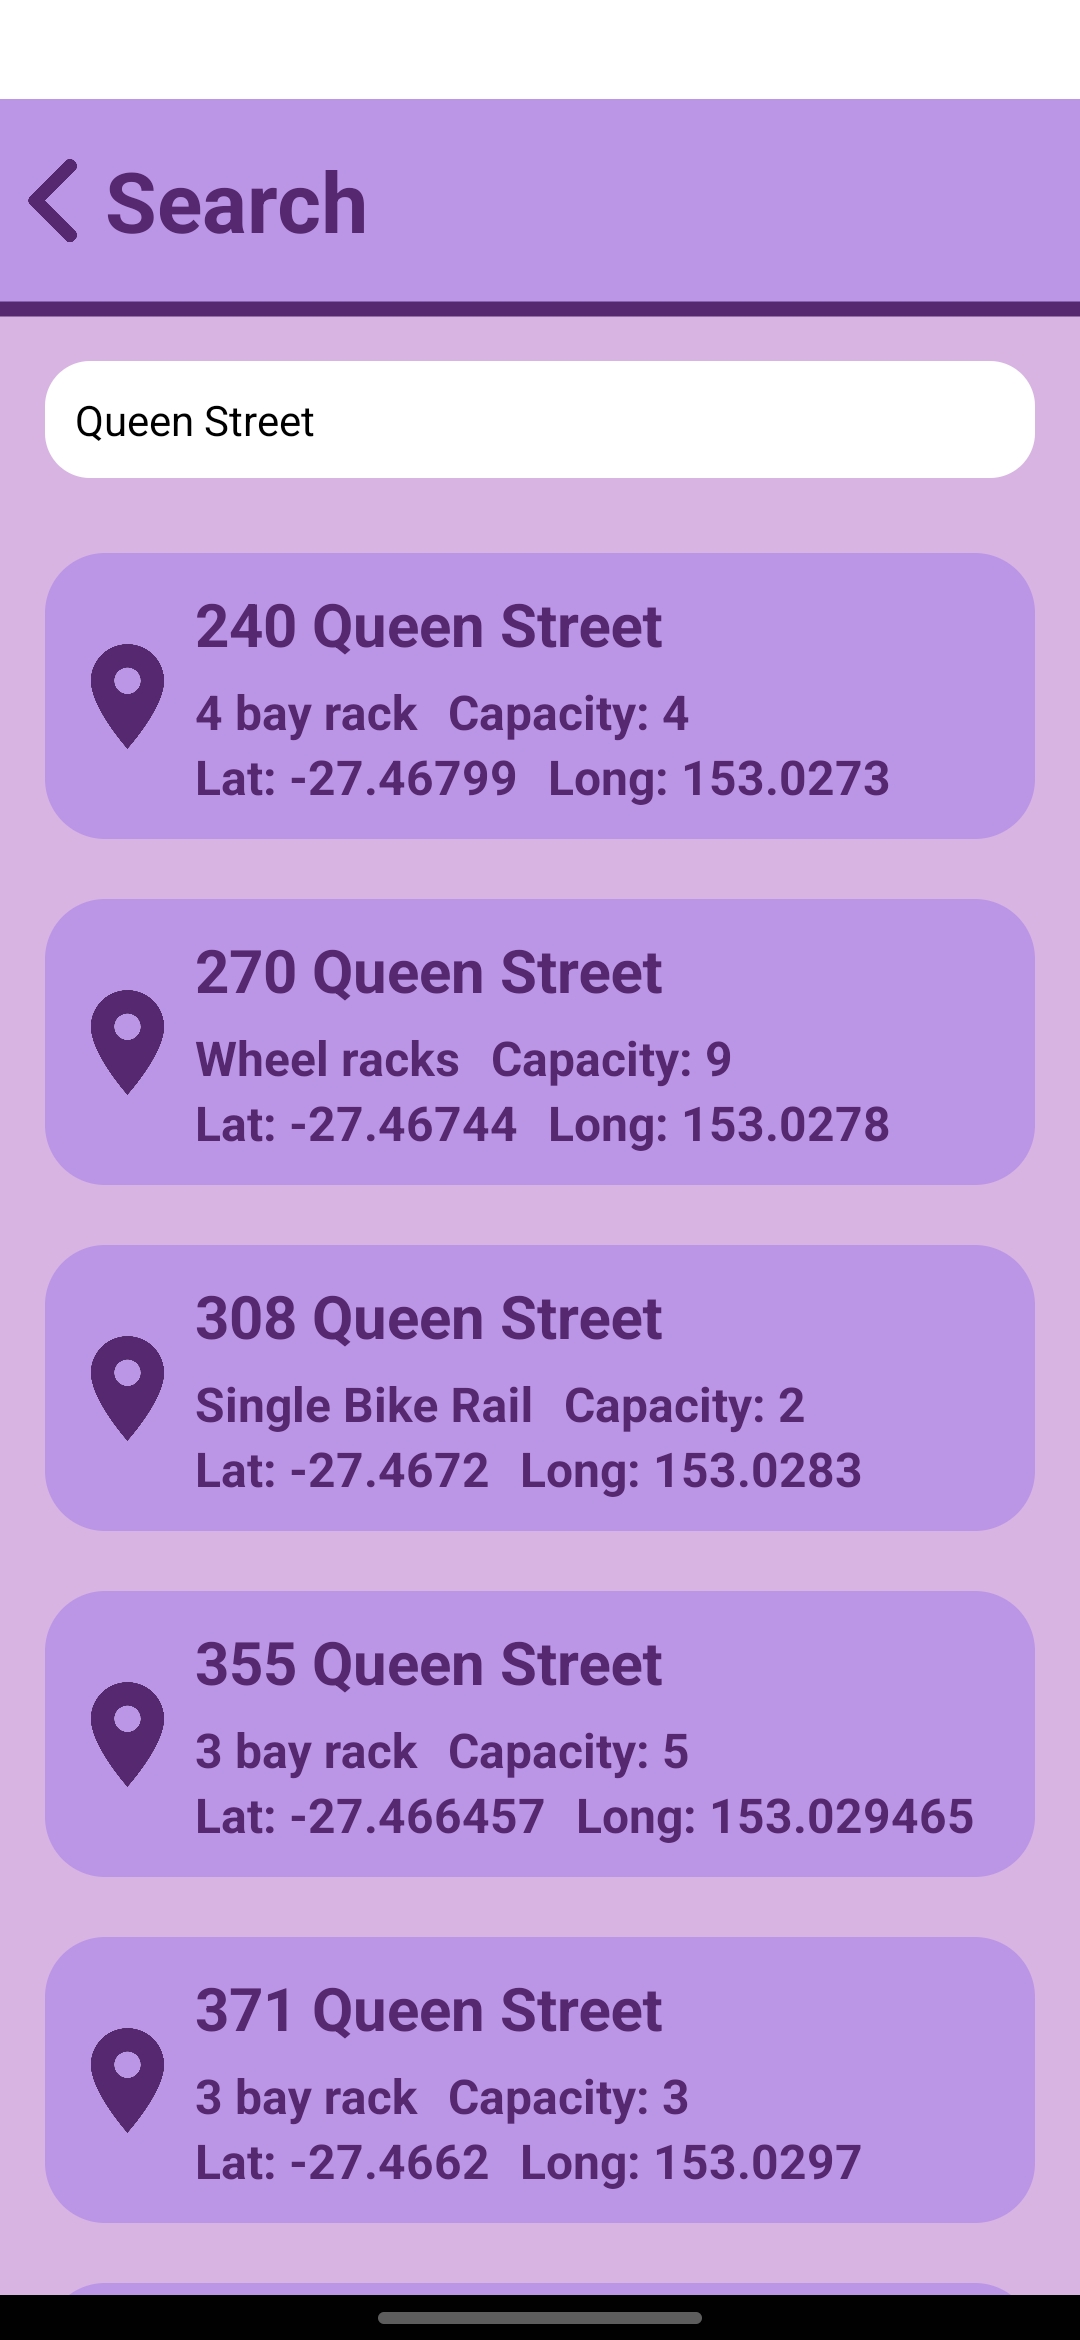 Search
Queen Street
240 Queen Street
4 bay rack Capacity: 4
Lat: -27.46799 Long: 153.0273
270 Queen Street
Wheel racks Capacity: 9
Lat: -27.46744 Long: 153.0278
308 Queen Street
Single Bike Rail Capacity: 2
Lat: -27.4672 Long: 153.0283
355 Queen Street
3 bay rack Capacity: 5
Lat: -27.466457 Long: 153.029465
371 Queen Street
3 bay rack Capacity: 3
Lat: -27.4662 Long: 153.0297